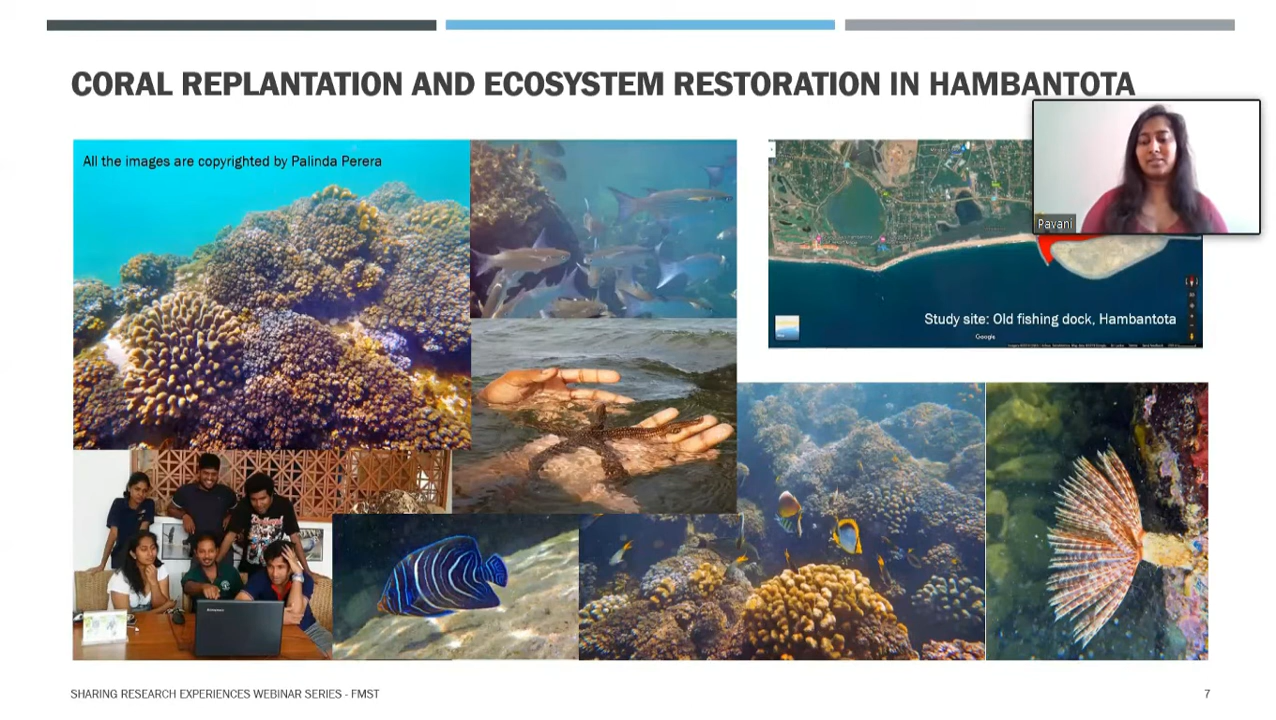 CORAL REPLANTATION AND ECOSYSTEM RESTORATION IN HAMBANTOTA
All the images are copyrighted by Palinda Perera
Pavani
Study site: Old fishing dock, Hambantota
Google
SHARING RESEARCH EXPERIENCES WEBINAR SERIES - FMST
7